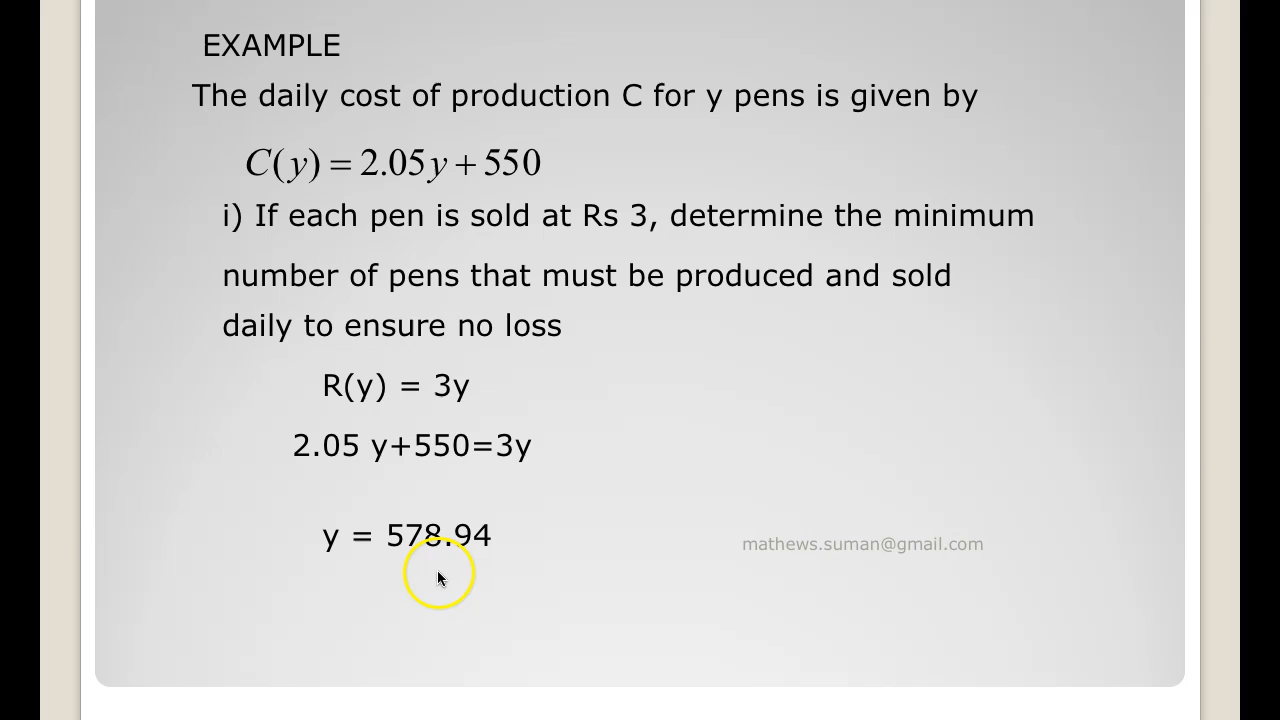 EXAMPLE
The daily cost of production C for y pens is given by
C(y) = 2.05y + 550
i) If each pen is sold at Rs 3, determine the minimum
number of pens that must be produced and sold
daily to ensure no loss
R(y) = 3y
2.05 y+550=3y
y = 578.94
mathews.suman@gmail.com